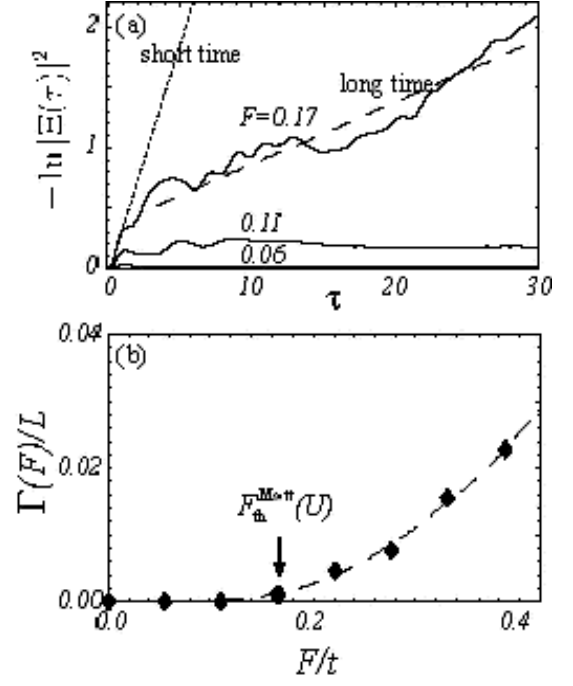 (a)
2
short time
long time
F=0.17
1
0.11
0.06
0
−ln|Ξ(τ)|²
0 10 20 30
τ
(b)
0.04
0.02
0.00
Γ(F)/L
F_th^Mott(U)
0.0 0.2 0.4
F/t